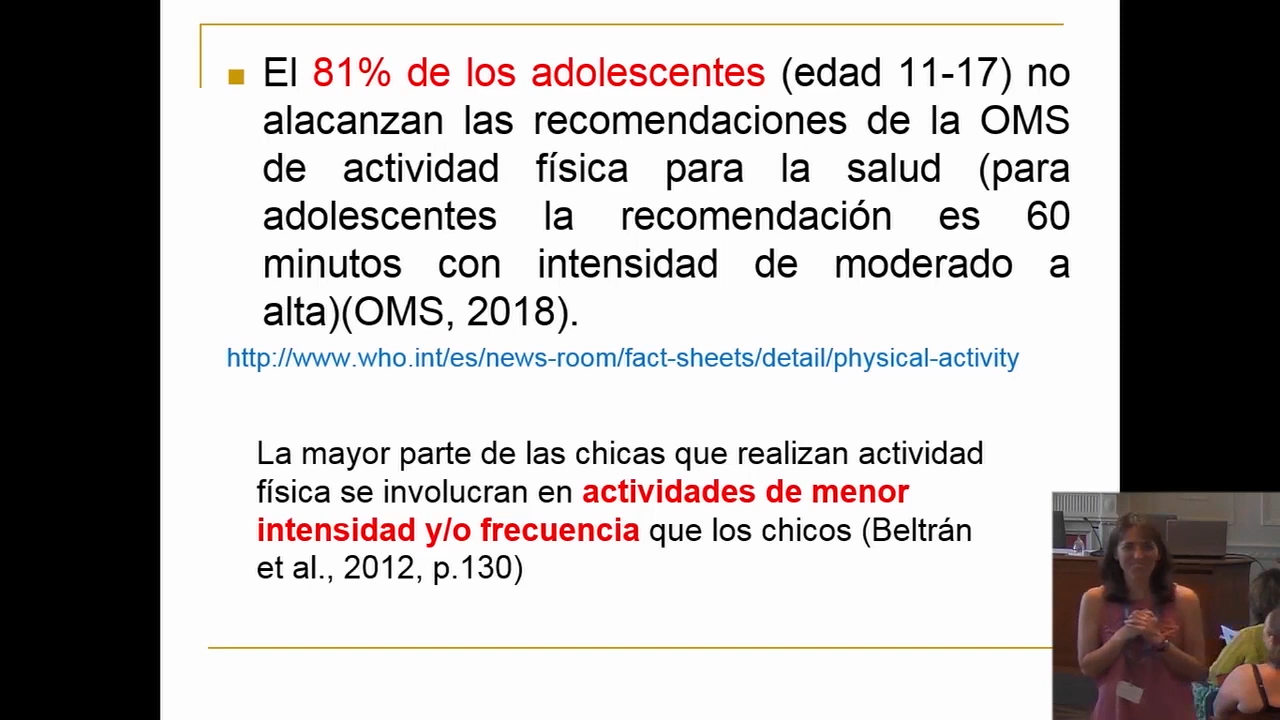 El 81% de los adolescentes (edad 11-17) no
alacanzan las recomendaciones de la OMS
de actividad física para la salud (para
adolescentes la recomendación es 60
minutos con intensidad de moderado a
alta)(OMS, 2018).
http://www.who.int/es/news-room/fact-sheets/detail/physical-activity
La mayor parte de las chicas que realizan actividad
física se involucran en actividades de menor
intensidad y/o frecuencia que los chicos (Beltrán
et al., 2012, p.130)